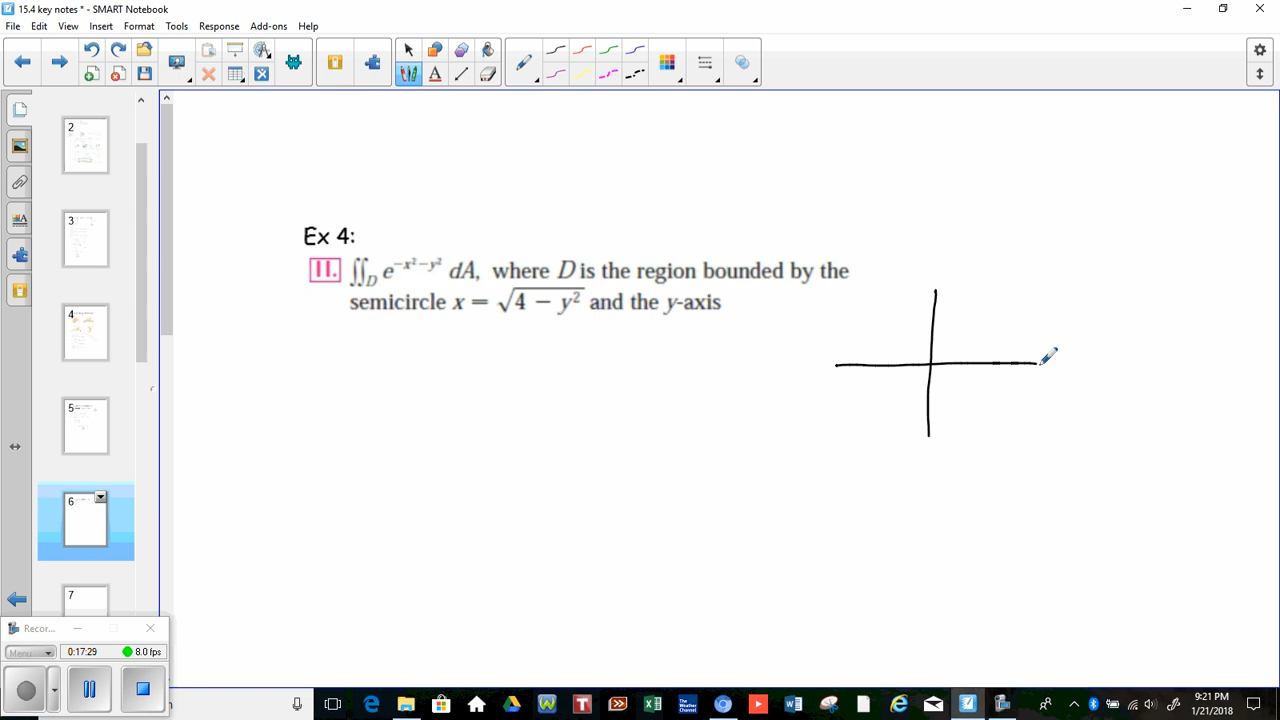 15.4 key notes * - SMART Notebook
File Edit View Insert Format Tools Response Add-ons Help
2
3
4
5
6
7
Ex 4:
11. ∬_D e^{-x²-y²} dA, where D is the region bounded by the
semicircle x = √(4 − y²) and the y-axis
Recor...
Menu
0:17:29 8.0 fps
9:21 PM
1/21/2018